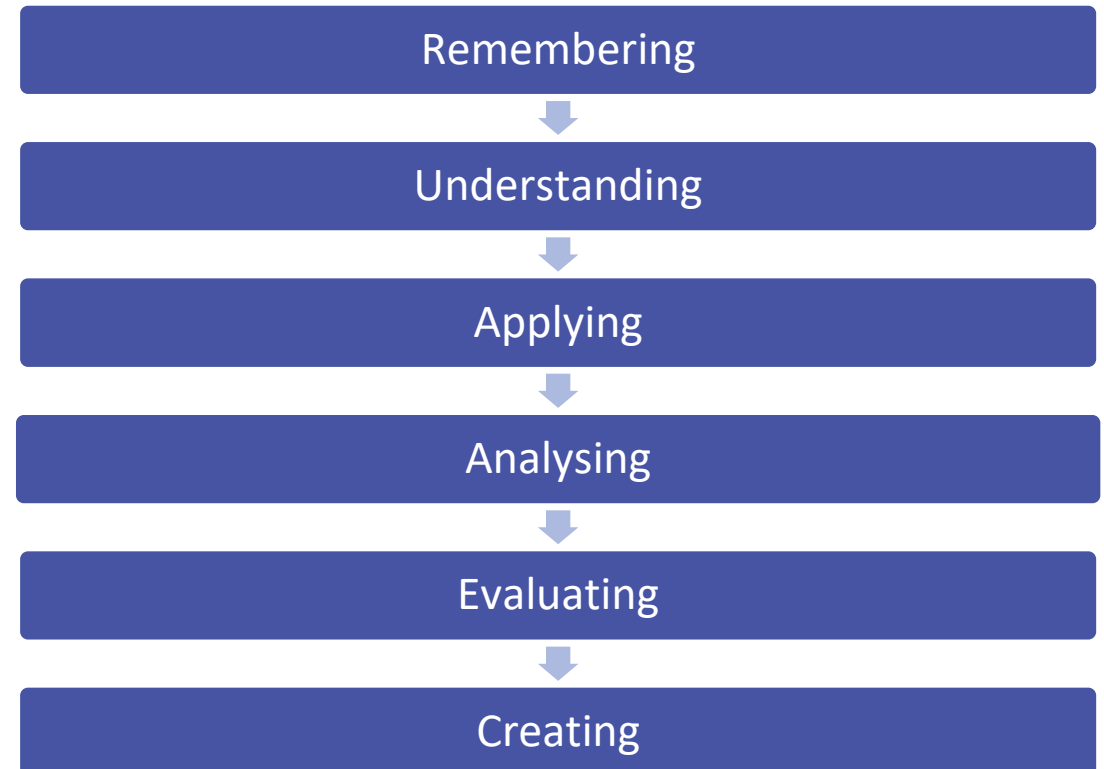 Remembering
Understanding
Applying
Analysing
Evaluating
Creating